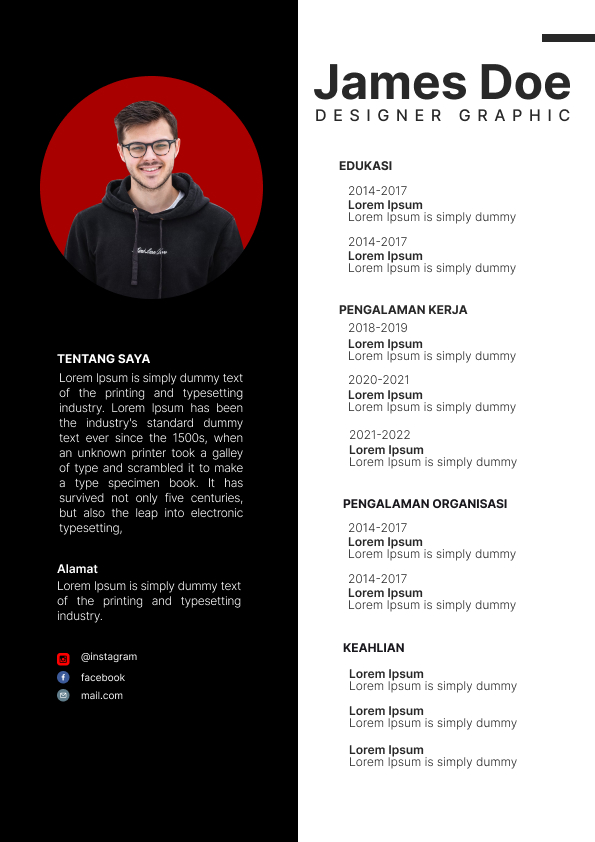 James Doe
DESIGNER GRAPHIC
TENTANG SAYA
Lorem Ipsum is simply dummy text
of the printing and typesetting
industry. Lorem Ipsum has been
the industry's standard dummy
text ever since the 1500s, when
an unknown printer took a galley
of type and scrambled it to make
a type specimen book. It has
survived not only five centuries,
but also the leap into electronic
typesetting,
Alamat
Lorem Ipsum is simply dummy text
of the printing and typesetting
industry.
@instagram
facebook
mail.com
EDUKASI
2014-2017
Lorem Ipsum
Lorem Ipsum is simply dummy
2014-2017
Lorem Ipsum
Lorem Ipsum is simply dummy
PENGALAMAN KERJA
2018-2019
Lorem Ipsum
Lorem Ipsum is simply dummy
2020-2021
Lorem Ipsum
Lorem Ipsum is simply dummy
2021-2022
Lorem Ipsum
Lorem Ipsum is simply dummy
PENGALAMAN ORGANISASI
2014-2017
Lorem Ipsum
Lorem Ipsum is simply dummy
2014-2017
Lorem Ipsum
Lorem Ipsum is simply dummy
KEAHLIAN
Lorem Ipsum
Lorem Ipsum is simply dummy
Lorem Ipsum
Lorem Ipsum is simply dummy
Lorem Ipsum
Lorem Ipsum is simply dummy